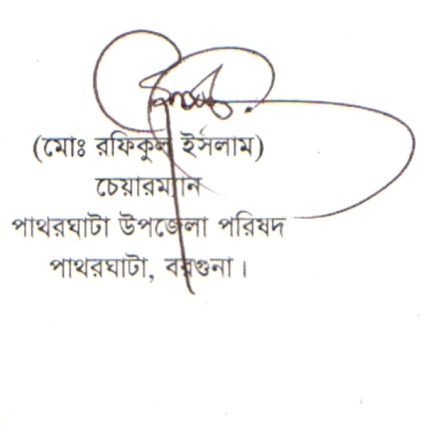 (মোঃ রফিকুল ইসলাম)
চেয়ারম্যান
পাথরঘাটা উপজেলা পরিষদ
পাথরঘাটা, বরগুনা।